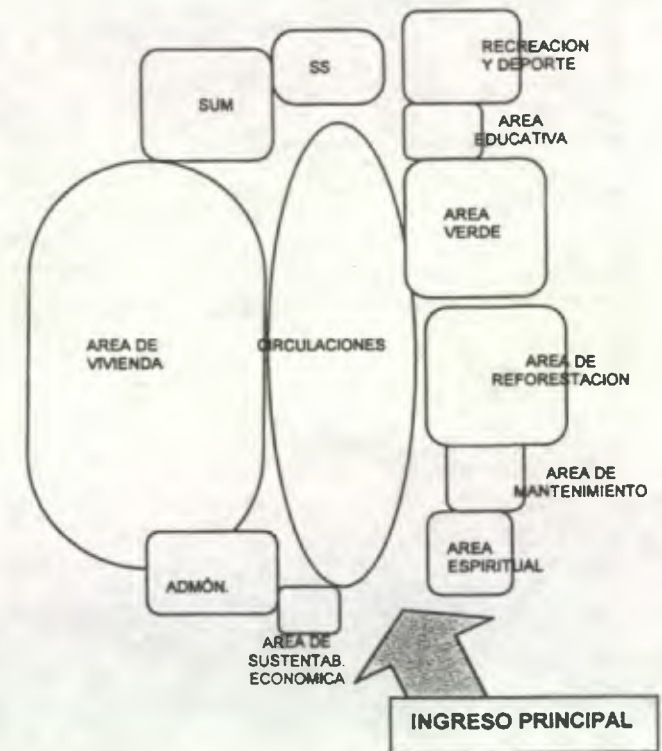 RECREACION
Y DEPORTE
SS
SUM
AREA
EDUCATIVA
AREA
VERDE
AREA DE
VIVIENDA
CIRCULACIONES
AREA DE
REFORESTACION
AREA DE
MANTENIMIENTO
AREA
ESPIRITUAL
ADMÓN.
AREA DE
SUSTENTAB.
ECONOMICA
INGRESO PRINCIPAL